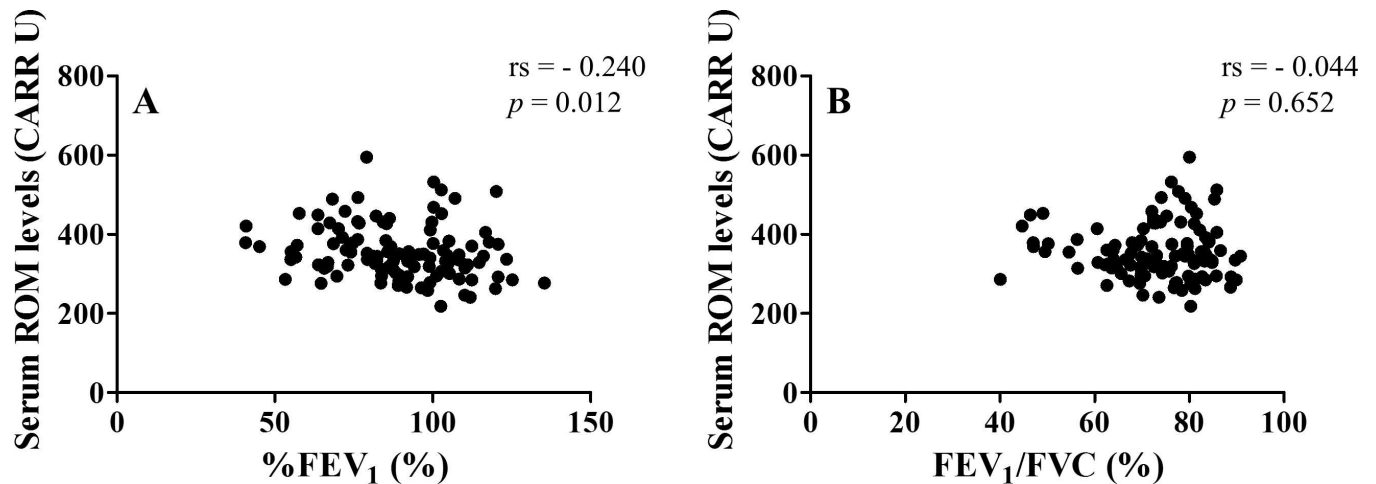 Serum ROM levels (CARR U)
A
rs = - 0.240
p = 0.012
800
600
400
200
0
0 50 100 150
%FEV₁ (%)
Serum ROM levels (CARR U)
B
rs = - 0.044
p = 0.652
800
600
400
200
0
0 20 40 60 80 100
FEV₁/FVC (%)